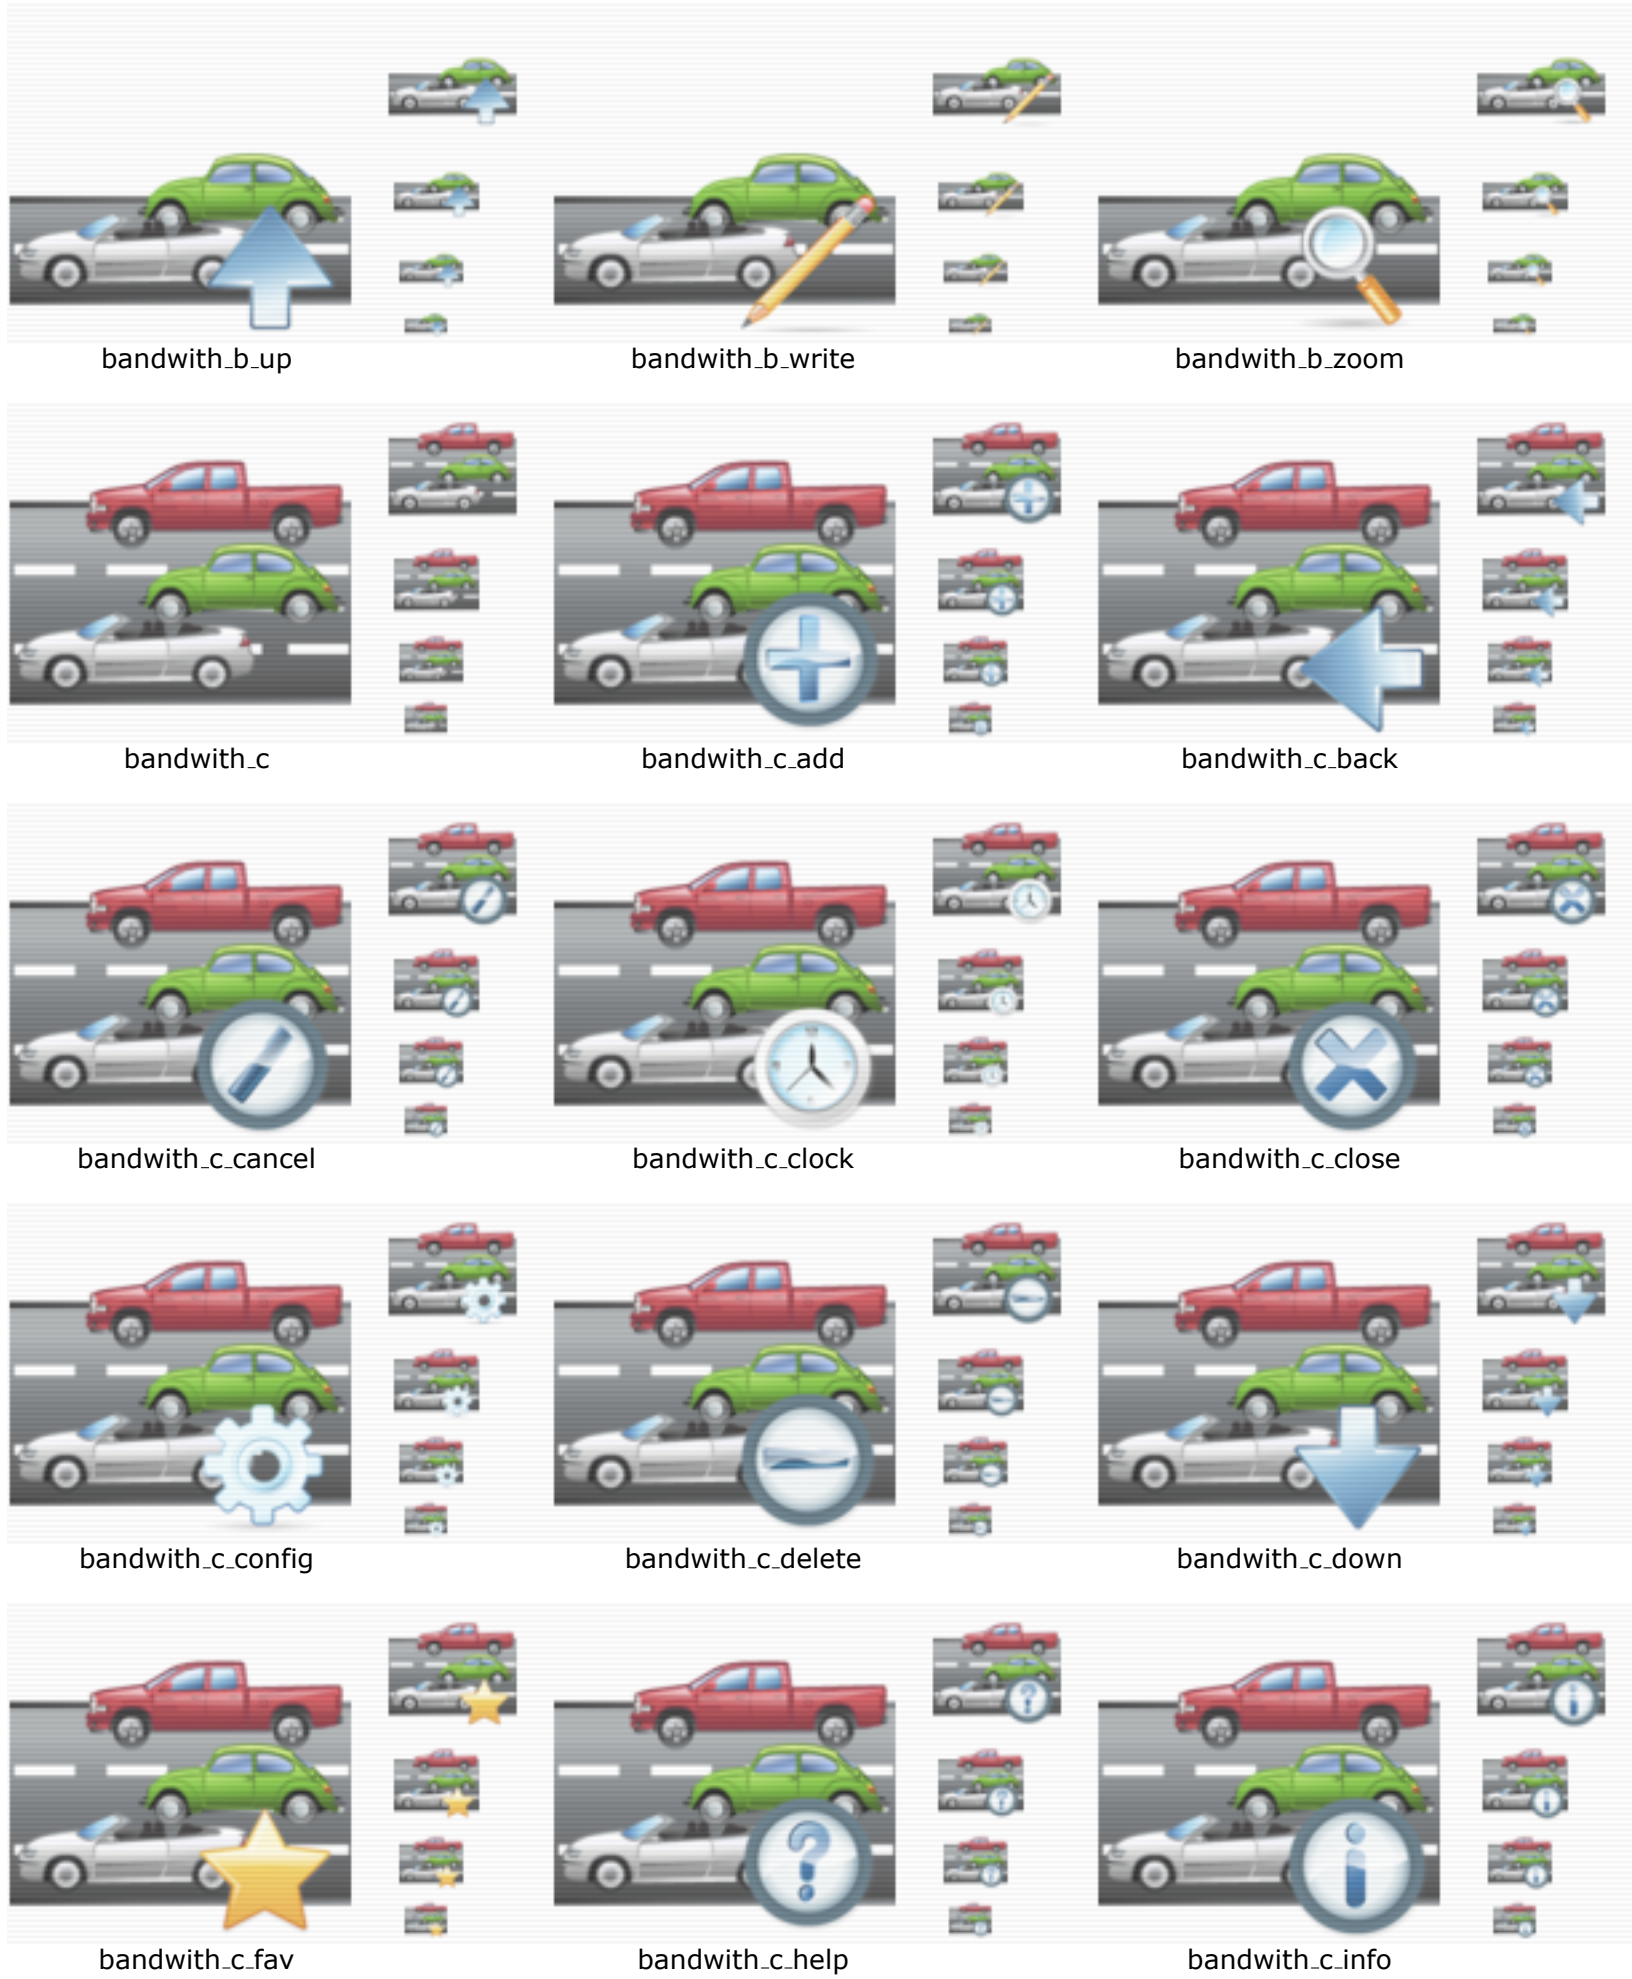 bandwith_b_up
bandwith_b_write
bandwith_b_zoom
bandwith_c
bandwith_c_add
bandwith_c_back
bandwith_c_cancel
bandwith_c_clock
bandwith_c_close
bandwith_c_config
bandwith_c_delete
bandwith_c_down
bandwith_c_fav
bandwith_c_help
bandwith_c_info